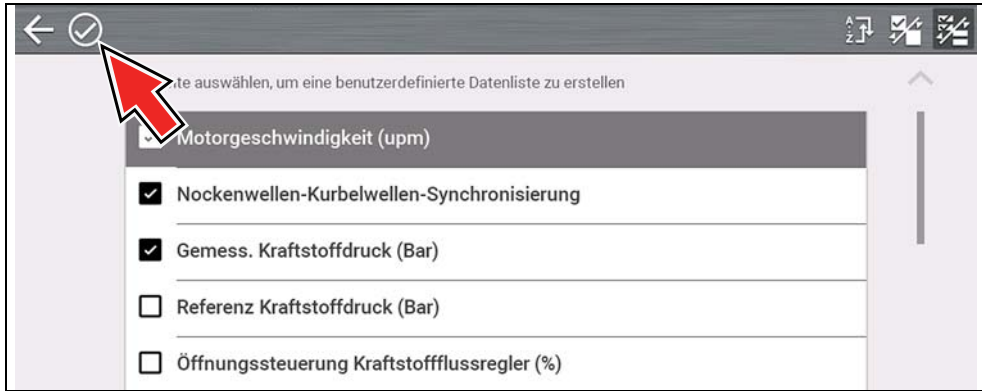 A
Z
te auswählen, um eine benutzerdefinierte Datenliste zu erstellen
Motorgeschwindigkeit (upm)
Nockenwellen-Kurbelwellen-Synchronisierung
Gemess. Kraftstoffdruck (Bar)
Referenz Kraftstoffdruck (Bar)
Öffnungssteuerung Kraftstoffflussregler (%)